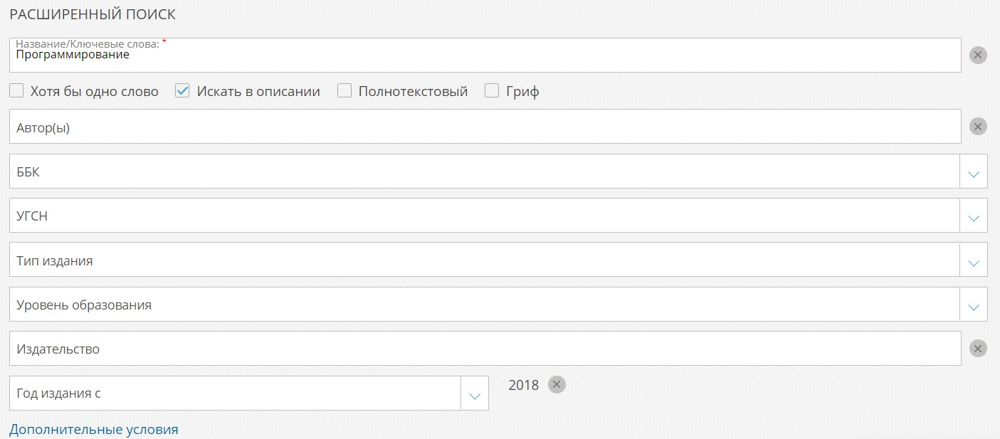 РАСШИРЕННЫЙ ПОИСК
Название/Ключевые слова: *
Программирование
Хотя бы одно слово Искать в описании Полнотекстовый Гриф
Автор(ы)
ББК
УГСН
Тип издания
Уровень образования
Издательство
Год издания с 2018
Дополнительные условия